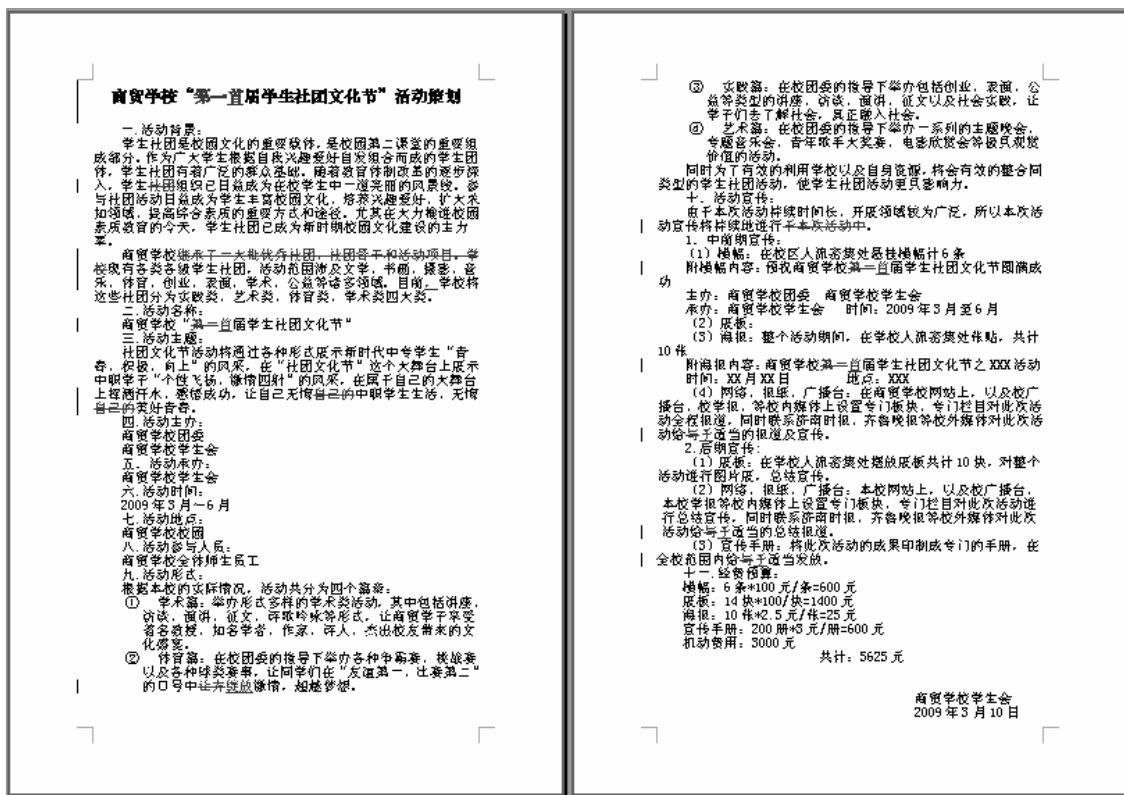 商贸学校“第一首届学生社团文化节”活动策划
一.活动背景：
学生社团是校园文化的重要载体，是校园第二课堂的重要组
成部分。作为广大学生根据自我兴趣爱好自发组合而成的学生团
体，学生社团有着广泛的群众基础。随着教育体制改革的逐步深
入，学生社团组织已日益成为在校学生中一道亮丽的风景线。参
与社团活动日益成为学生丰富校园文化，培养兴趣爱好，扩大求
知领域，提高综合素质的重要方式和途径。尤其在大力推进校园
素质教育的今天，学生社团已成为新时期校园文化建设的主力
军。
商贸学校继承了一大批优秀社团，社团骨干和活动项目。学
校现有各类各级学生社团，活动范围涉及文学，书画，摄影，音
乐，体育，创业，表演，学术，公益等诸多领域。目前，学校将
这些社团分为实践类，艺术类，体育类，学术类四大类。
二.活动名称：
商贸学校“第一首届学生社团文化节”
三.活动主题：
社团文化节活动将通过各种形式展示新时代中专学生“青
春，积极，向上”的风采，在“社团文化节”这个大舞台上展示
中职学子“个性飞扬，激情四射”的风采，在属于自己的大舞台
上挥洒汗水，感悟成功，让自己无悔自己的中职学生生活，无悔
自己的美好青春。
四.活动主办：
商贸学校团委
商贸学校学生会
五．活动承办：
商贸学校学生会
六.活动时间：
2009年3月～6月
七.活动地点：
商贸学校校园
八.活动参与人员：
商贸学校全体师生员工
九.活动形式：
根据本校的实际情况，活动共分为四个篇章：
① 学术篇：举办形式多样的学术类活动，其中包括讲座，
访谈，演讲，征文，诗歌吟咏等形式，让商贸学子享受
著名教授，知名学者，作家，诗人，杰出校友带来的文
化盛宴。
② 体育篇：在校团委的指导下举办各种争霸赛，挑战赛
以及各种球类赛事，让同学们在“友谊第一，比赛第二”
的口号中让奔绽放激情，超越梦想。
③ 实践篇：在校团委的指导下举办包括创业，表演，公
益等类型的讲座，访谈，演讲，征文以及社会实践，让
学子们去了解社会，真正融入社会。
④ 艺术篇：在校团委的指导下举办一系列的主题晚会，
专题音乐会，青年歌手大奖赛，电影欣赏会等极具观赏
价值的活动。
同时为了有效的利用学校以及自身资源，将会有效的整合同
类型的学生社团活动，使学生社团活动更具影响力。
十．活动宣传：
由于本次活动持续时间长，开展领域较为广泛，所以本次活
动宣传将持续地进行于本次活动中。
1．中前期宣传：
(1)横幅：在校区人流密集处悬挂横幅计6条
附横幅内容：预祝商贸学校第一首届学生社团文化节圆满成
功
主办：商贸学校团委 商贸学校学生会
承办：商贸学校学生会 时间：2009年3月至6月
(2)展板：
(3)海报：整个活动期间，在学校人流密集处张贴，共计
10张
附海报内容：商贸学校第一首届学生社团文化节之XXX活动
时间：XX月XX日 地点：XXX
(4)网络，报纸，广播台：在商贸学校网站上，以及校广
播台，校学报，等校内媒体上设置专门板块，专门栏目对此次活
动全程报道，同时联系济南时报，齐鲁晚报等校外媒体对此次活
动给与予适当的报道及宣传。
2.后期宣传：
(1)展板：在学校人流密集处摆放展板共计10块，对整个
活动进行图片展，总结宣传。
(2)网络，报纸，广播台：本校网站上，以及校广播台，
本校学报等校内媒体上设置专门板块，专门栏目对此次活动进
行总结宣传，同时联系济南时报，齐鲁晚报等校外媒体对此次
活动给与予适当的总结报道。
(3)宣传手册：将此次活动的成果印制成专门的手册，在
全校范围内给与予适当发放。
十一.经费预算：
横幅：6条*100元/条=600元
展板：14块*100/块=1400元
海报：10张*2.5元/张=25元
宣传手册：200册*3元/册=600元
机动费用：3000元
共计：5625元
商贸学校学生会
2009年3月10日